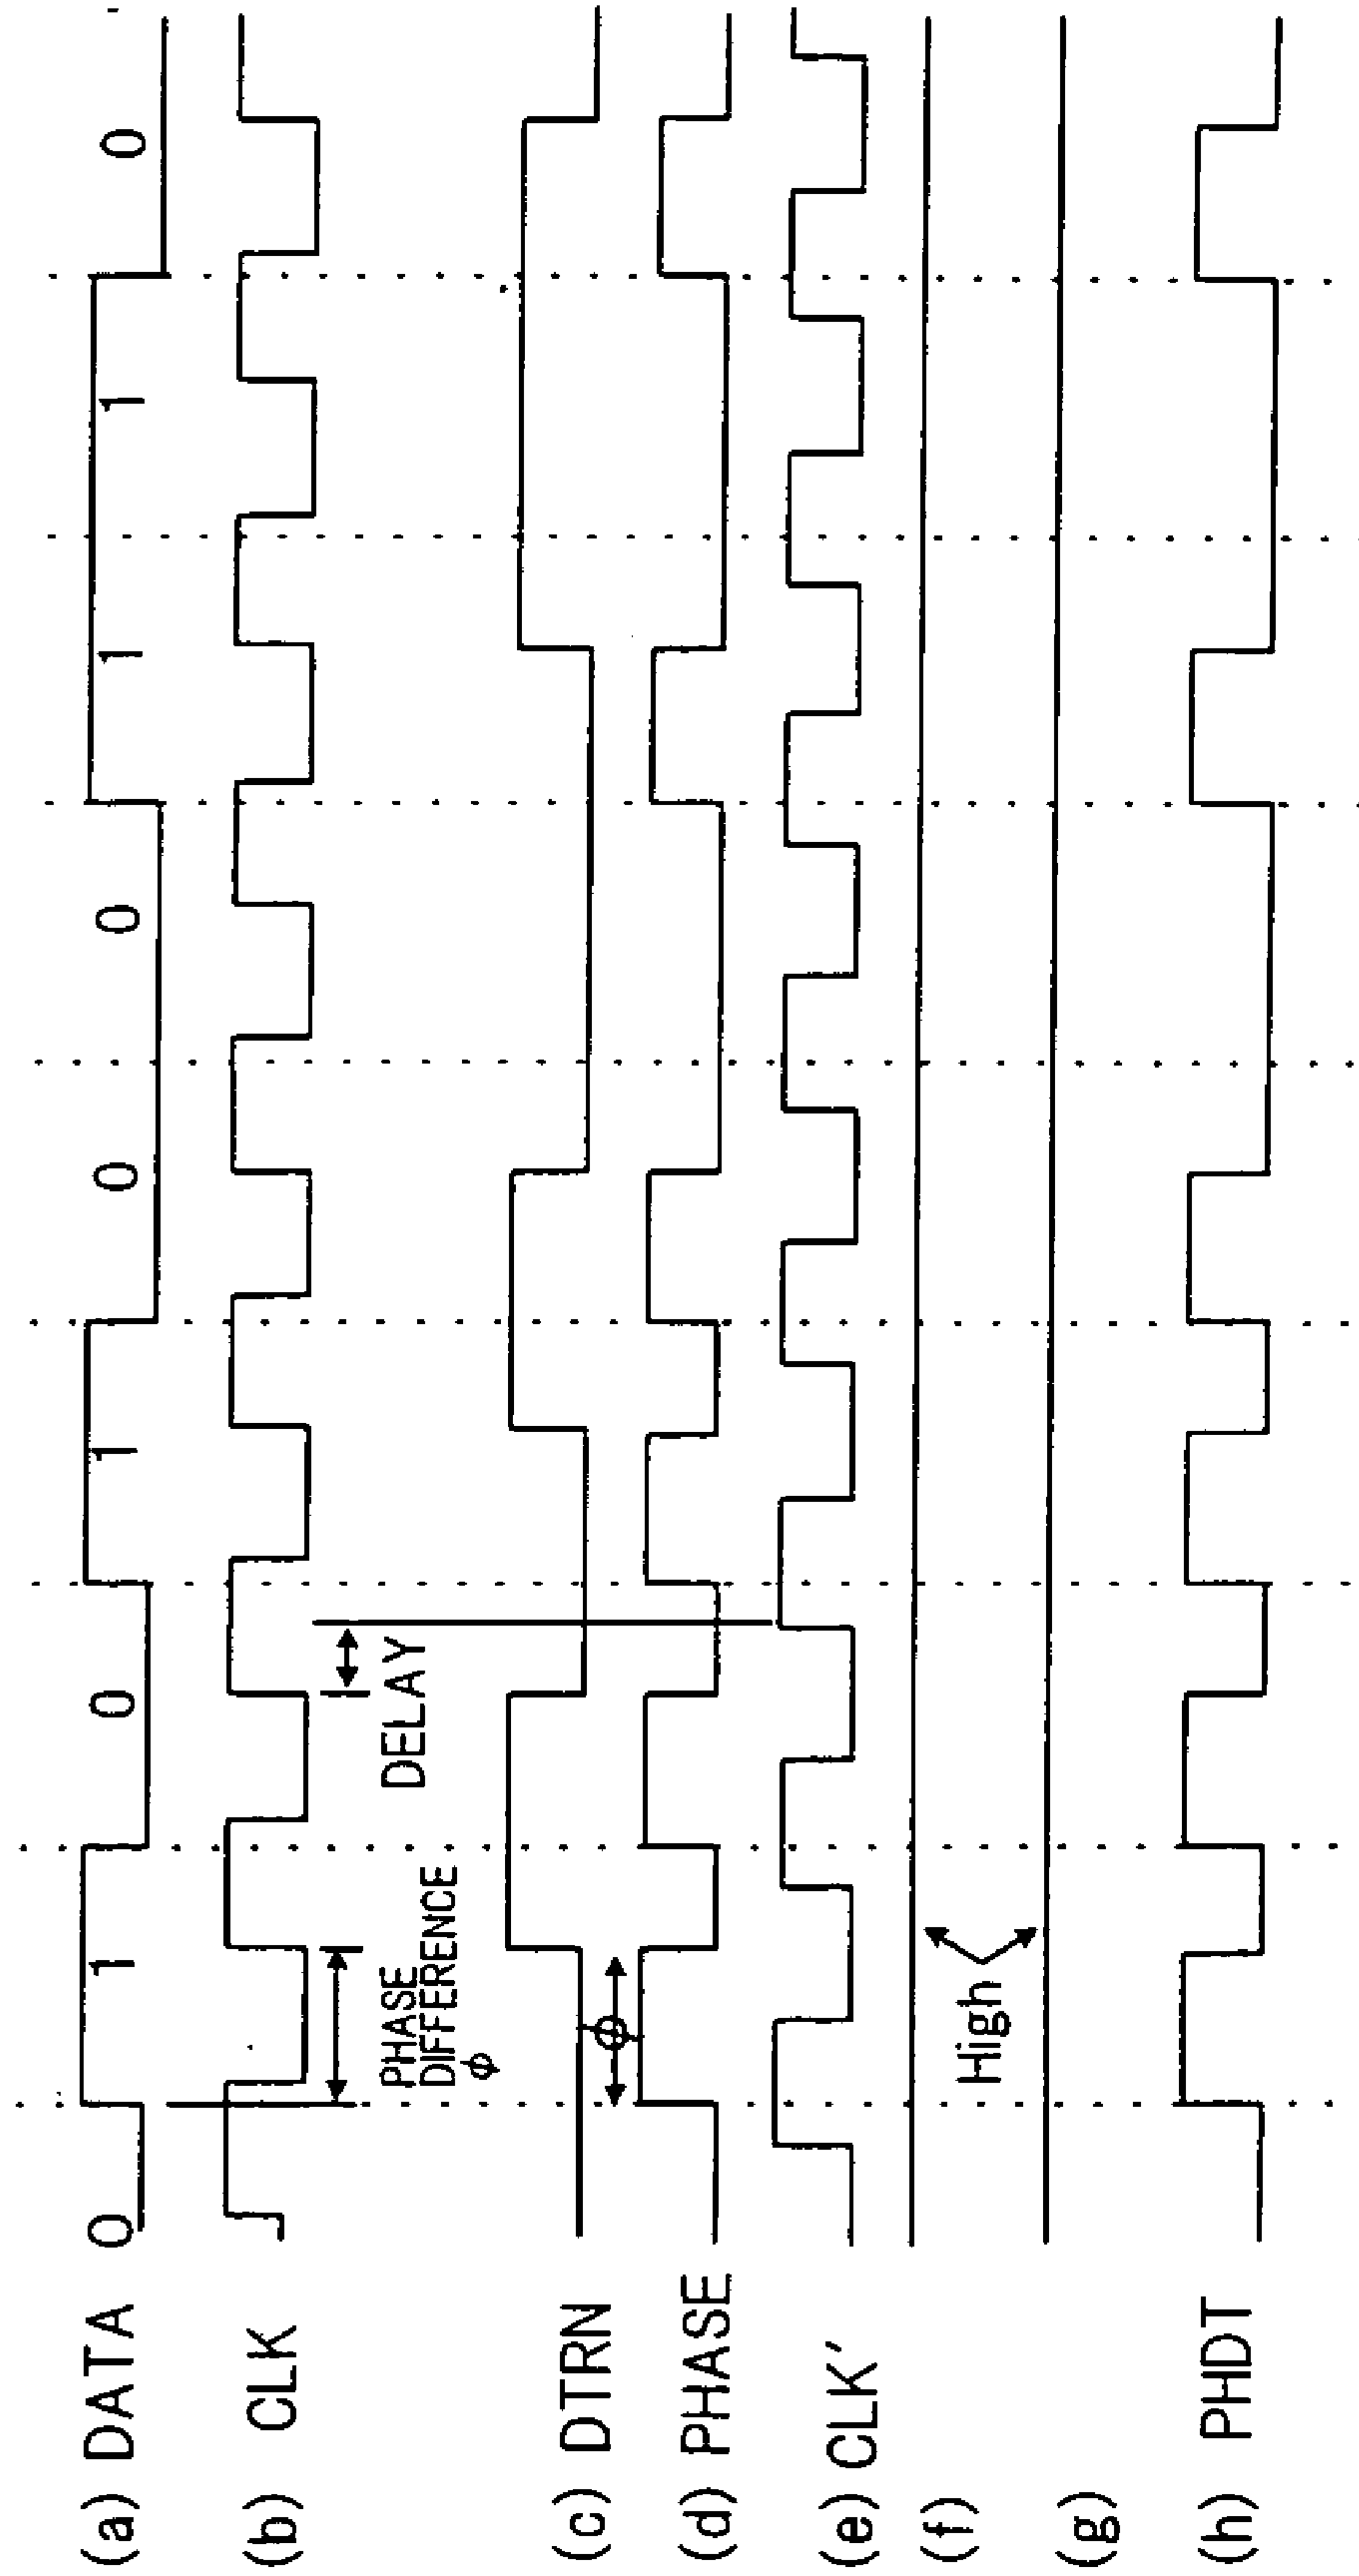 (a) DATA 0 1 0 1 0 0 1 1 0
(b) CLK
PHASE
DIFFERENCE
φ
DELAY
(c) DTRN
φ
(d) PHASE
(e) CLK′
(f)
High
(g)
(h) PHDT